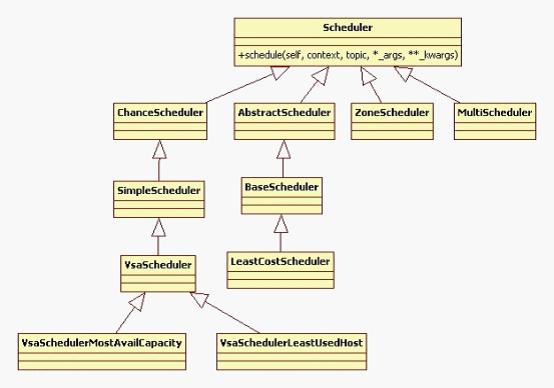 Scheduler
+schedule(self, context, topic, *_args, **_kwargs)
ChanceScheduler
AbstractScheduler
ZoneScheduler
MultiScheduler
SimpleScheduler
BaseScheduler
VsaScheduler
LeastCostScheduler
VsaSchedulerMostAvailCapacity
VsaSchedulerLeastUsedHost